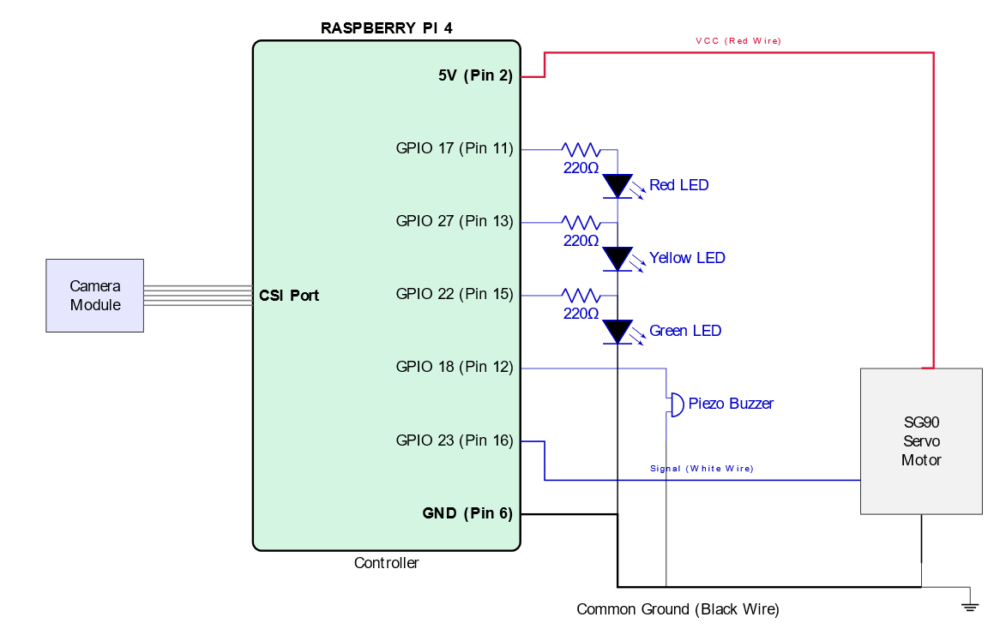 RASPBERRY PI 4
VCC (Red Wire)
5V (Pin 2)
GPIO 17 (Pin 11)
220Ω
Red LED
GPIO 27 (Pin 13)
220Ω
Yellow LED
Camera
Module
CSI Port
GPIO 22 (Pin 15)
220Ω
Green LED
GPIO 18 (Pin 12)
Piezo Buzzer
SG90
Servo
Motor
GPIO 23 (Pin 16)
Signal (White Wire)
GND (Pin 6)
Controller
Common Ground (Black Wire)